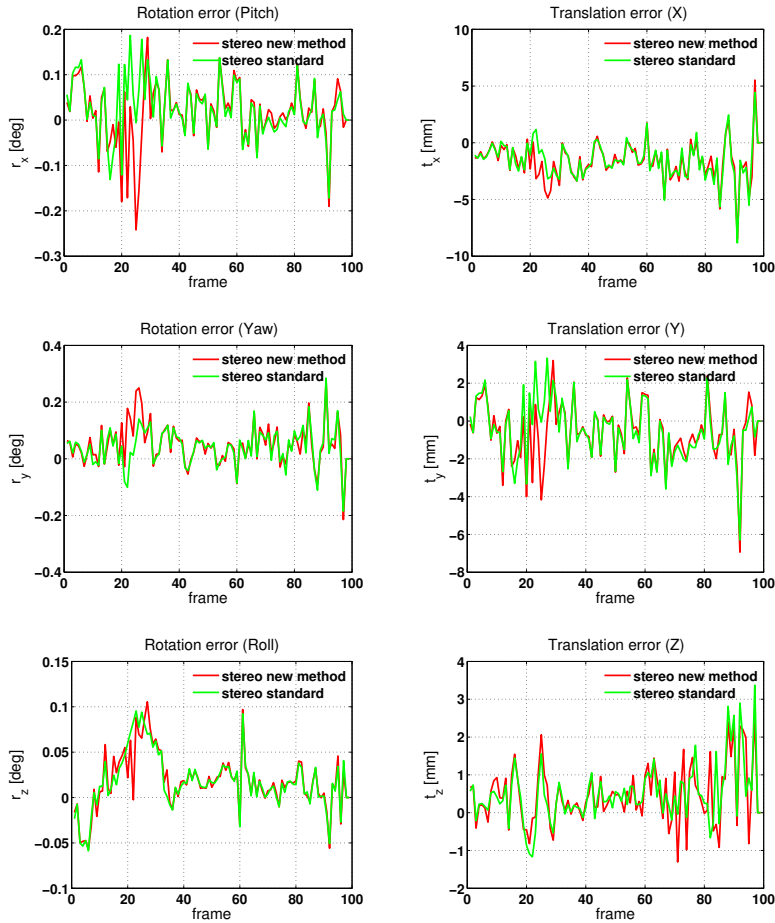 Rotation error (Pitch)
0.2
0.1
0
−0.1
−0.2
−0.3
r_x [deg]
stereo new method
stereo standard
0 20 40 60 80 100
frame
Translation error (X)
10
5
0
−5
−10
t_x [mm]
stereo new method
stereo standard
0 20 40 60 80 100
frame
Rotation error (Yaw)
0.4
0.2
0
−0.2
−0.4
r_y [deg]
stereo new method
stereo standard
0 20 40 60 80 100
frame
Translation error (Y)
4
2
0
−2
−4
−6
−8
t_y [mm]
stereo new method
stereo standard
0 20 40 60 80 100
frame
Rotation error (Roll)
0.15
0.1
0.05
0
−0.05
−0.1
r_z [deg]
stereo new method
stereo standard
0 20 40 60 80 100
frame
Translation error (Z)
4
3
2
1
0
−1
−2
t_z [mm]
stereo new method
stereo standard
0 20 40 60 80 100
frame